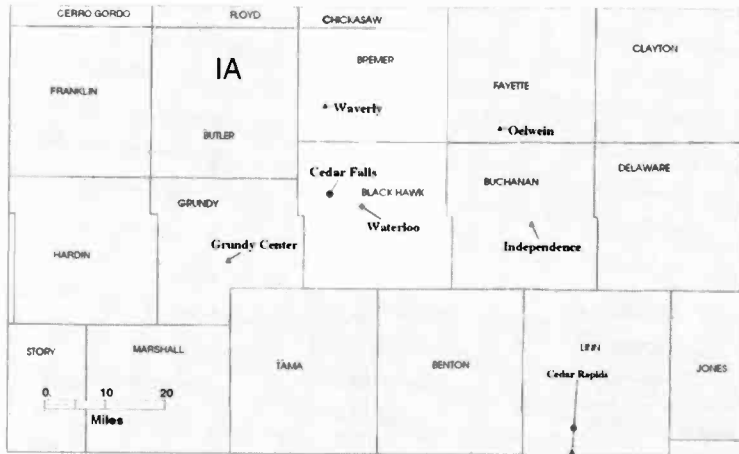 CERRO GORDO
FLOYD
CHICKASAW
IA
BREMER
CLAYTON
FRANKLIN
FAYETTE
Waverly
BUTLER
Oelwein
Cedar Falls
DELAWARE
BLACK HAWK
BUCHANAN
GRUNDY
Waterloo
Grundy Center
Independence
HARDIN
STORY
MARSHALL
TAMA
BENTON
LINN
JONES
Cedar Rapids
0 10 20
Miles